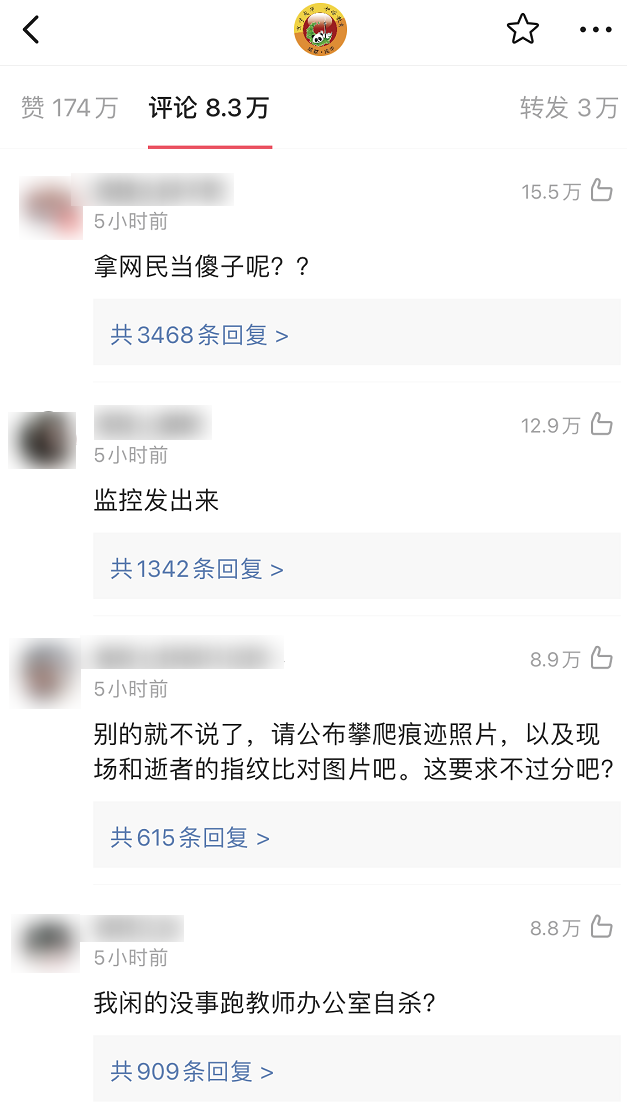 赞 174万 评论 8.3万 转发 3万
15.5万
5小时前
拿网民当傻子呢？？
共3468条回复 >
12.9万
5小时前
监控发出来
共1342条回复 >
8.9万
5小时前
别的就不说了，请公布攀爬痕迹照片，以及现
场和逝者的指纹比对图片吧。这要求不过分吧?
共615条回复 >
8.8万
5小时前
我闲的没事跑教师办公室自杀?
共909条回复 >